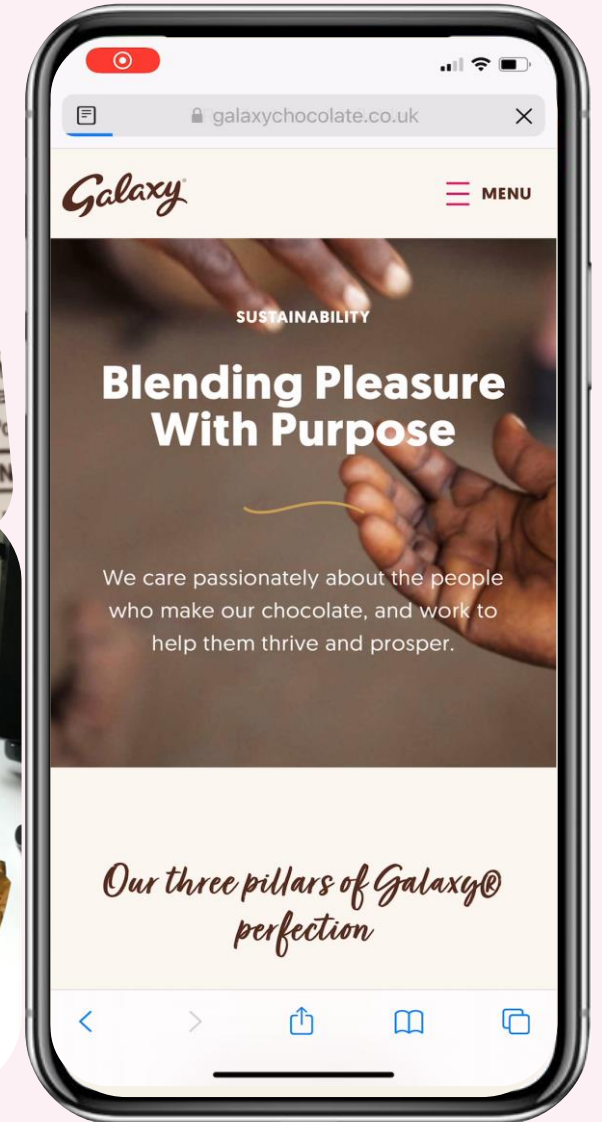 galaxychocolate.co.uk
Galaxy
MENU
SUSTAINABILITY
Blending Pleasure
With Purpose
We care passionately about the people
who make our chocolate, and work to
help them thrive and prosper.
Our three pillars of Galaxy®
perfection